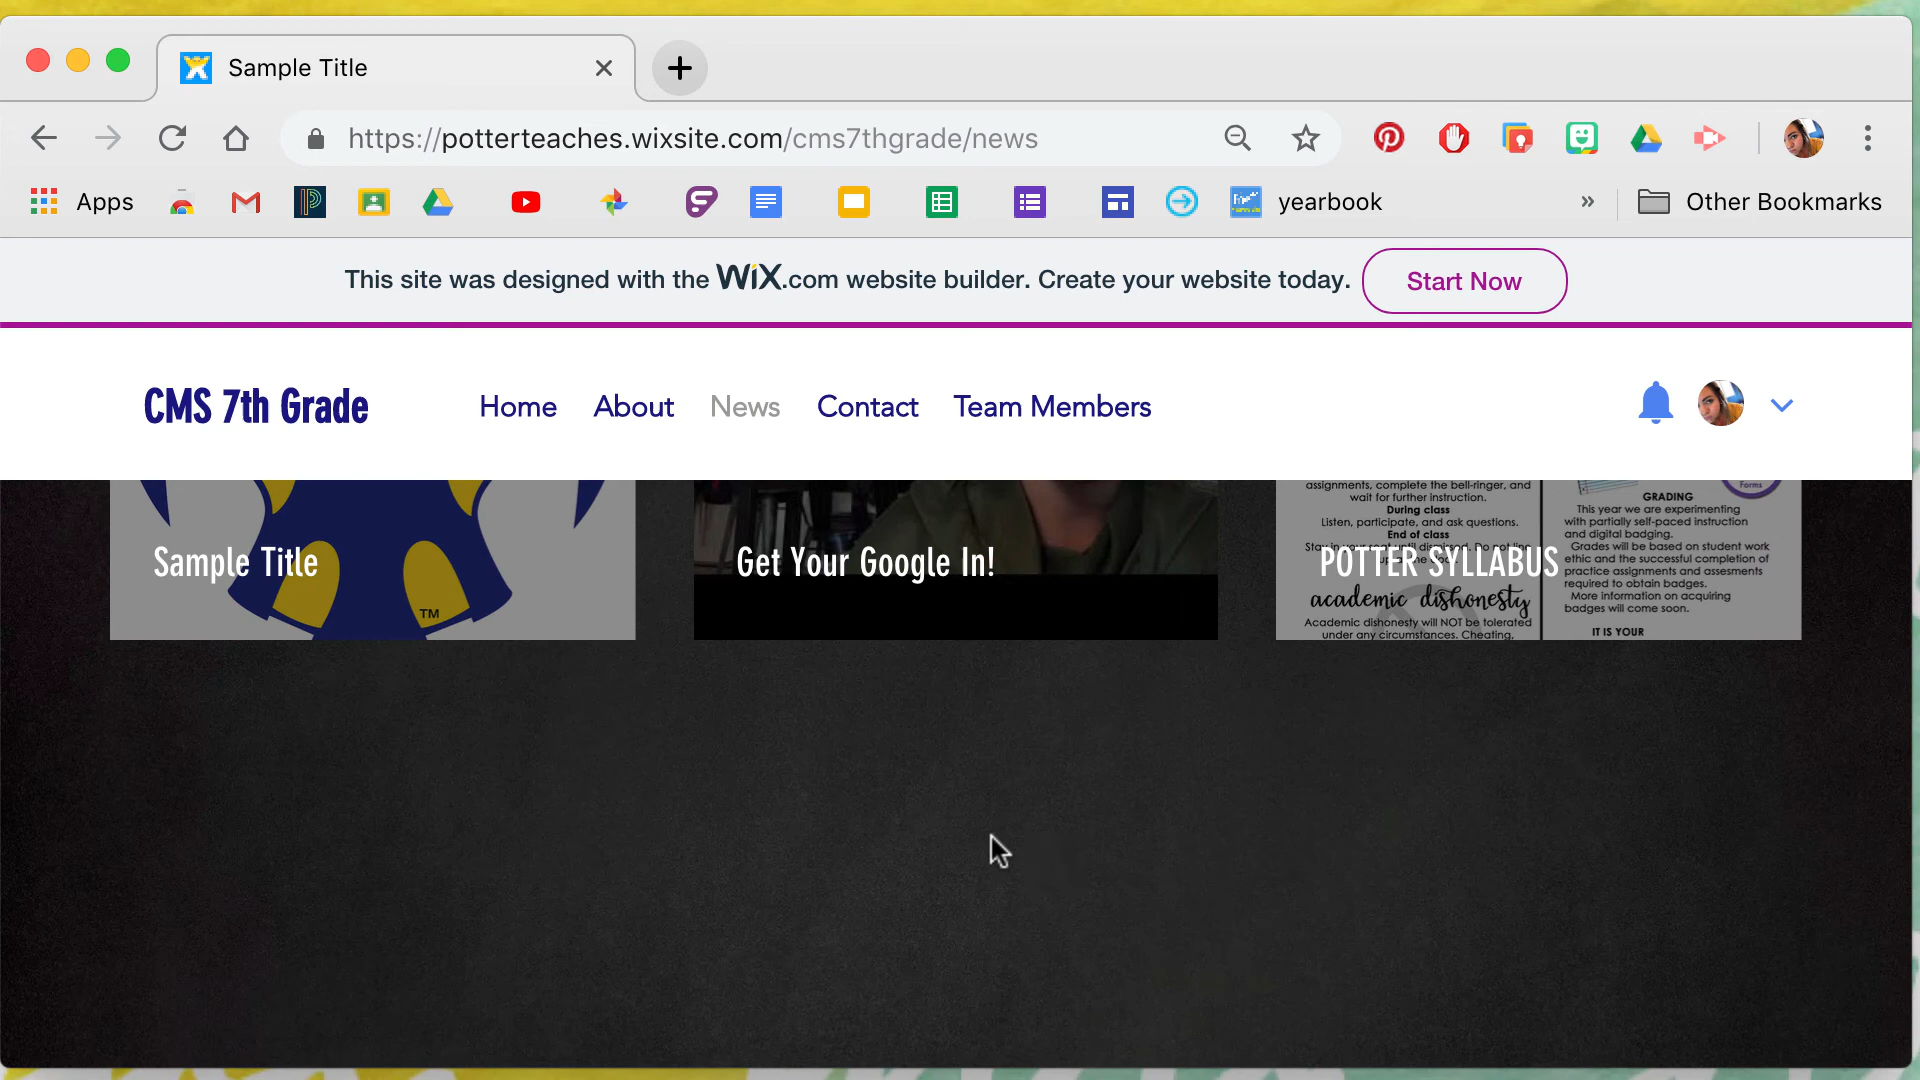 Sample Title
https://potterteaches.wixsite.com/cms7thgrade/news
Apps
yearbook
»
Other Bookmarks
This site was designed with the WiX.com website builder. Create your website today.
Start Now
CMS 7th Grade
Home
About
News
Contact
Team Members
Sample Title
TM
Get Your Google In!
assignments, complete the bell-ringer, and
wait for further instruction.
During class
Listen, participate, and ask questions.
End of class
POTTER SYLLABUS
academic dishonesty
Academic dishonesty will NOT be tolerated
under any circumstances. Cheating,
Forms
GRADING
This year we are experimenting
with partially self-paced instruction
and digital badging.
Grades will be based on student work
ethic and the successful completion of
practice assignments and assesments
required to obtain badges.
More information on acquiring
badges will come soon.
IT IS YOUR